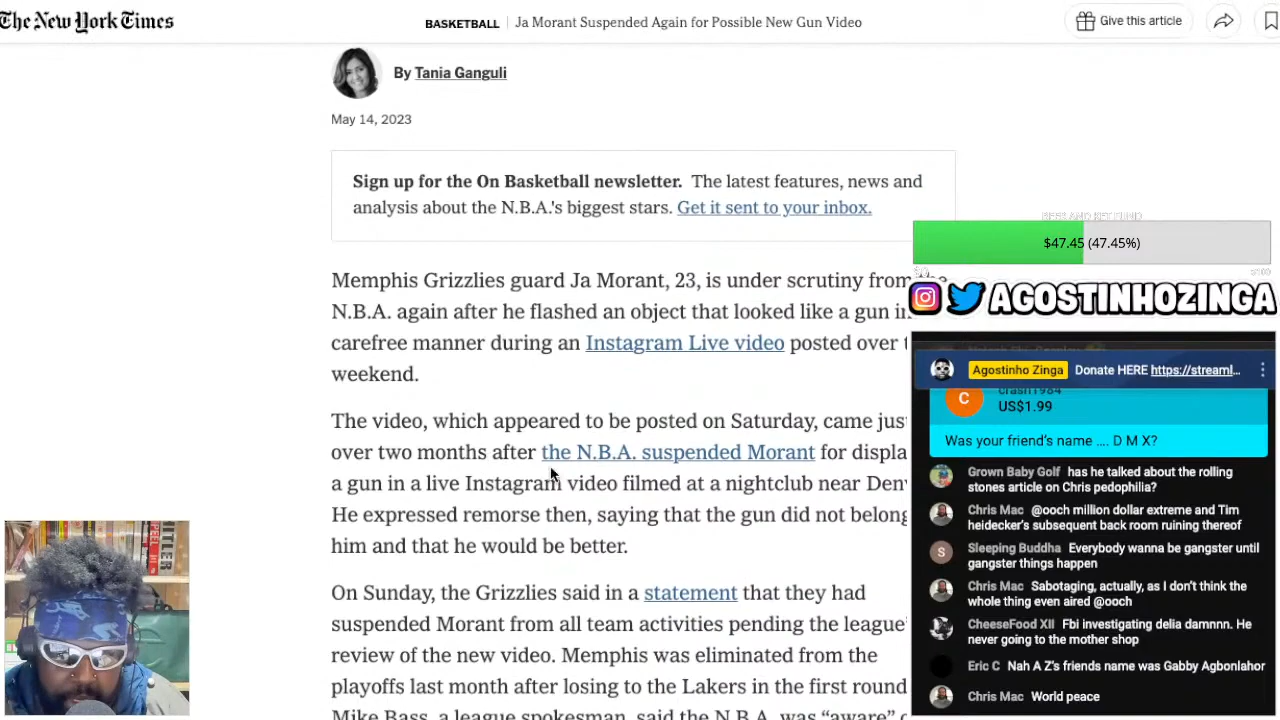 The New York Times
BASKETBALL | Ja Morant Suspended Again for Possible New Gun Video
Give this article
By Tania Ganguli
May 14, 2023
Sign up for the On Basketball newsletter. The latest features, news and
analysis about the N.B.A.'s biggest stars. Get it sent to your inbox.
Memphis Grizzlies guard Ja Morant, 23, is under scrutiny from the
N.B.A. again after he flashed an object that looked like a gun in
carefree manner during an Instagram Live video posted over t
weekend.
The video, which appeared to be posted on Saturday, came jus
over two months after the N.B.A. suspended Morant for displa
a gun in a live Instagram video filmed at a nightclub near Den
He expressed remorse then, saying that the gun did not belong
him and that he would be better.
On Sunday, the Grizzlies said in a statement that they had
suspended Morant from all team activities pending the league'
review of the new video. Memphis was eliminated from the
playoffs last month after losing to the Lakers in the first round
Mike Bass, a league spokesman, said the N.B.A. was “aware” o
$47.45 (47.45%)
AGOSTINHOZINGA
Agostinho Zinga Donate HERE https://streaml...
C
crash1984
US$1.99
Was your friend's name .... D M X?
Grown Baby Golf has he talked about the rolling
stones article on Chris pedophilia?
Chris Mac @ooch million dollar extreme and Tim
heidecker's subsequent back room ruining thereof
S
Sleeping Buddha Everybody wanna be gangster until
gangster things happen
Chris Mac Sabotaging, actually, as I don't think the
whole thing even aired @ooch
CheeseFood XII Fbi investigating delia damnnn. He
never going to the mother shop
Eric C Nah A Z's friends name was Gabby Agbonlahor
Chris Mac World peace